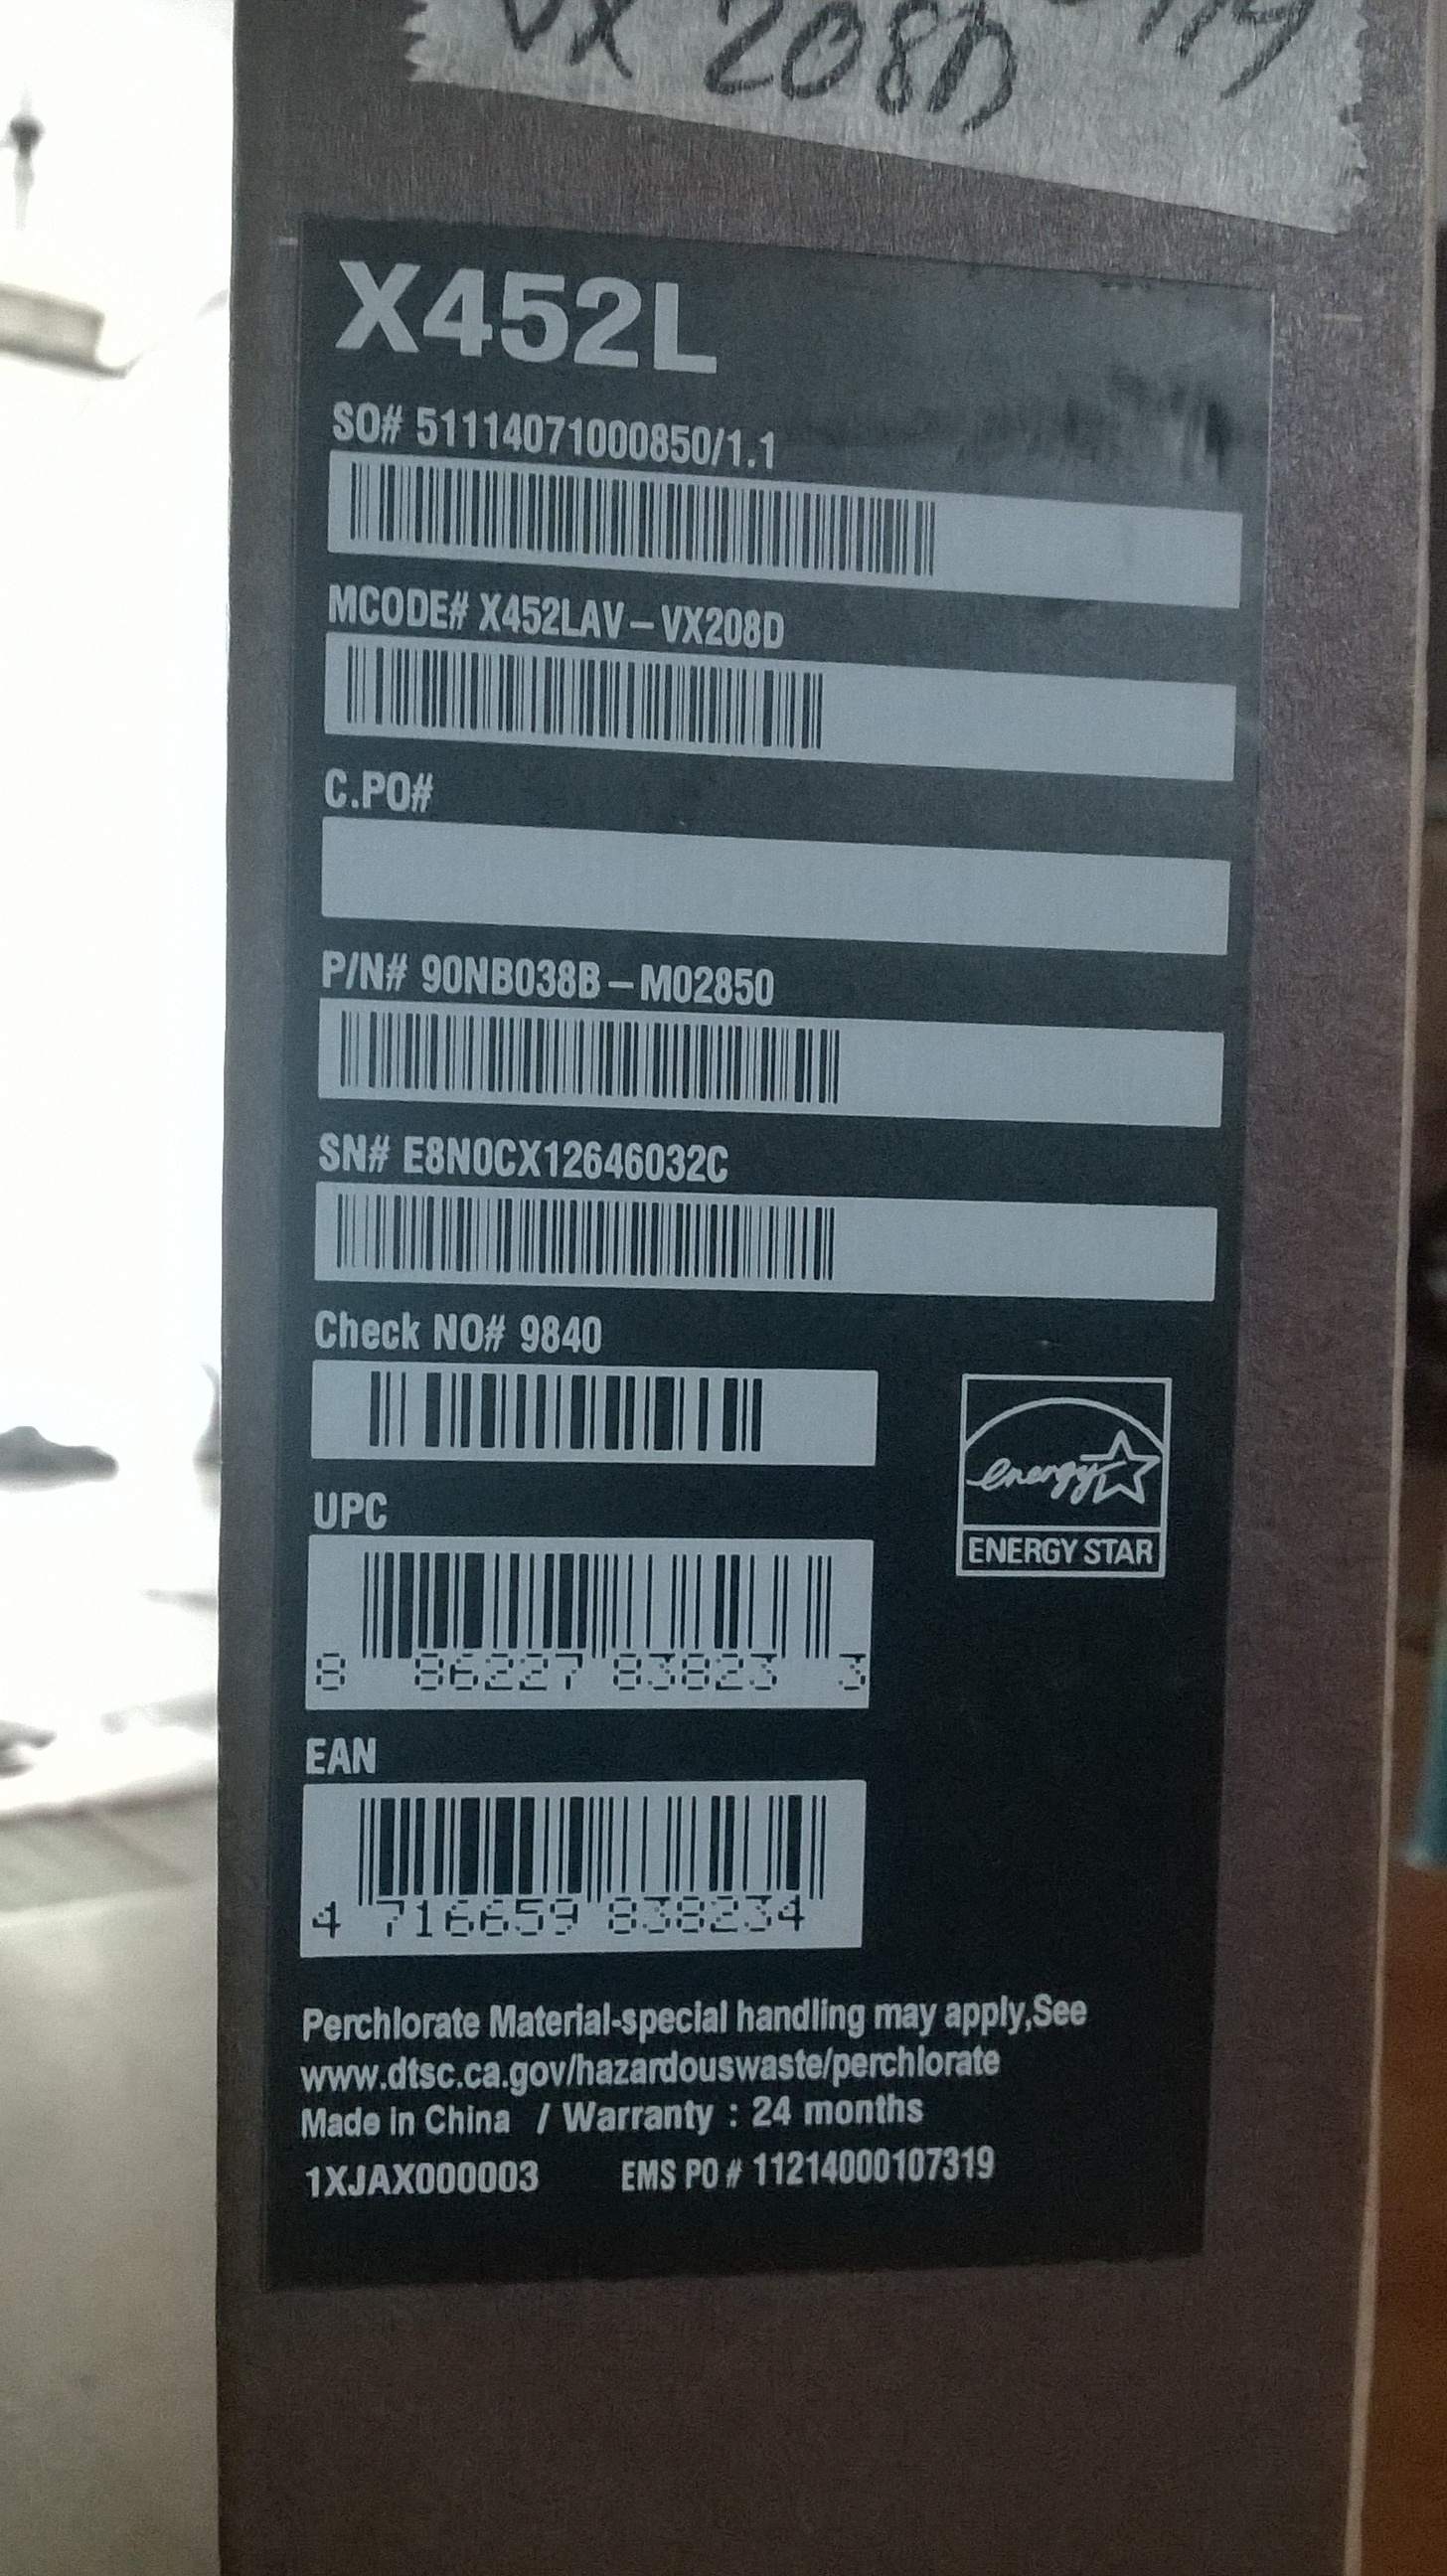 VX 208D
X452L
SO# 51114071000850/1.1
MCODE# X452LAV–VX208D
C.PO#
P/N# 90NB038B–M02850
SN# E8N0CX12646032C
Check NO# 9840
UPC
8 86227 83823 3
energy
ENERGY STAR
EAN
4 716659 838234
Perchlorate Material-special handling may apply,See
www.dtsc.ca.gov/hazardouswaste/perchlorate
Made in China / Warranty : 24 months
1XJAX000003 EMS PO # 11214000107319